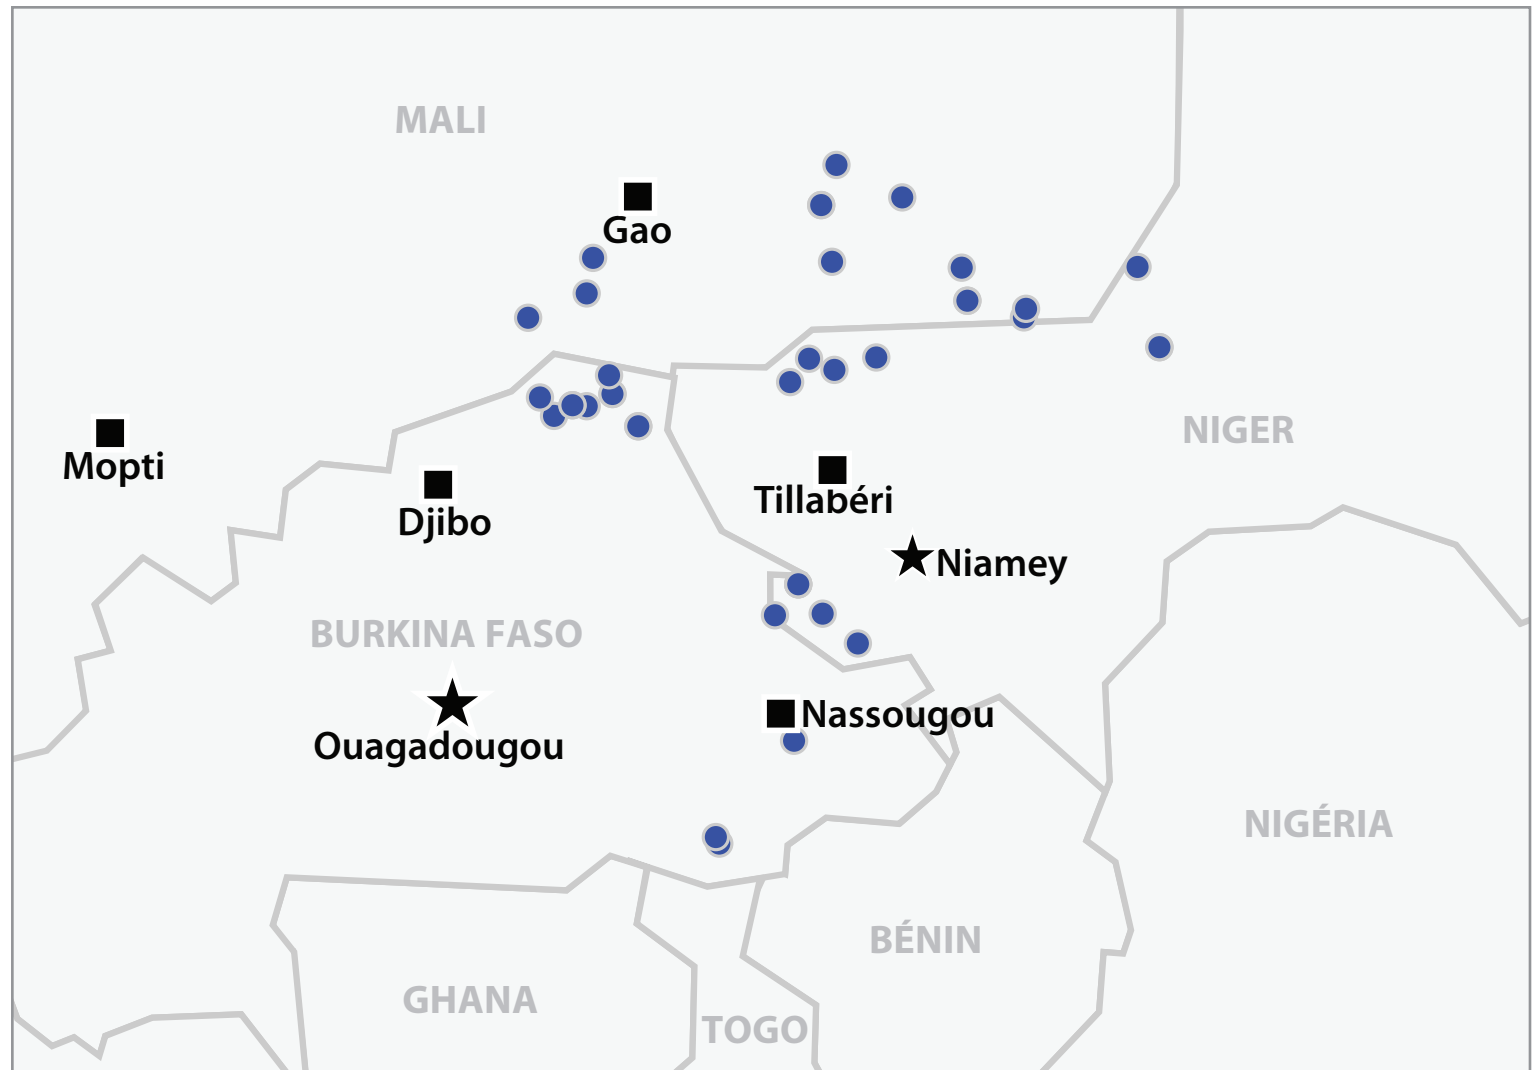 MALI
Gao
NIGER
Mopti
Tillabéri
Djibo
Niamey
BURKINA FASO
Nassougou
Ouagadougou
NIGÉRIA
BÉNIN
GHANA
TOGO